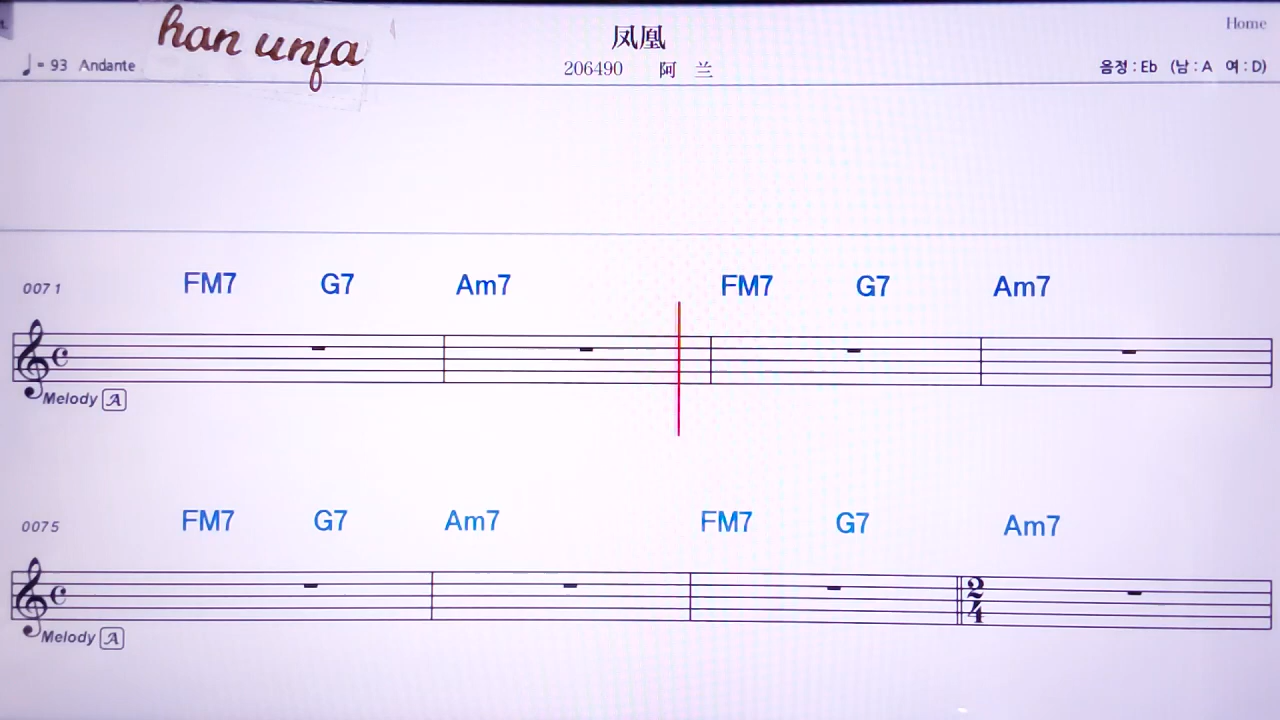 han unfa
凤凰
Home
♩= 93 Andante
206490 阿 兰
음정 : Eb (남 : A 여 : D)
0071 FM7 G7 Am7 FM7 G7 Am7
Melody A
0075 FM7 G7 Am7 FM7 G7 Am7
2
4
Melody A